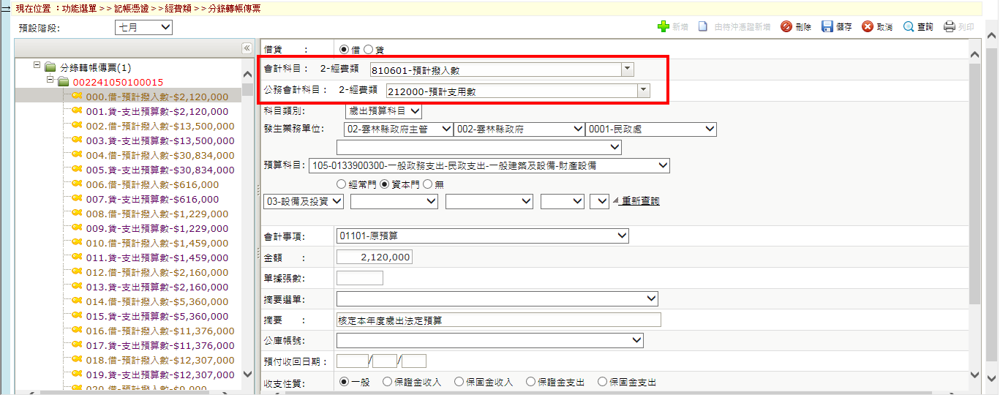 現在位置 ：功能選單 >> 記帳憑證 >> 經費類 >> 分錄轉帳傳票
預設階段: 七月
新增 由待沖憑證新增 刪除 儲存 取消 查詢 列印
分錄轉帳傳票(1)
002241050100015
000.借-預計撥入數-$2,120,000
001.貸-支出預算數-$2,120,000
002.借-預計撥入數-$13,500,000
003.貸-支出預算數-$13,500,000
004.借-預計撥入數-$30,834,000
005.貸-支出預算數-$30,834,000
006.借-預計撥入數-$616,000
007.貸-支出預算數-$616,000
008.借-預計撥入數-$1,229,000
009.貸-支出預算數-$1,229,000
010.借-預計撥入數-$1,459,000
011.貸-支出預算數-$1,459,000
012.借-預計撥入數-$2,160,000
013.貸-支出預算數-$2,160,000
014.借-預計撥入數-$5,360,000
015.貸-支出預算數-$5,360,000
016.借-預計撥入數-$11,376,000
017.貸-支出預算數-$11,376,000
018.借-預計撥入數-$12,307,000
019.貸-支出預算數-$12,307,000
020.借-預計撥入數-$9,000
借貸 : 借 貸
會計科目： 2-經費類 810601-預計撥入數
公務會計科目： 2-經費類 212000-預計支用數
科目類別: 歲出預算科目
發生業務單位: 02-雲林縣政府主管 002-雲林縣政府 0001-民政處
預算科目: 105-0133900300-一般政務支出-民政支出-一般建築及設備-財產設備
經常門 資本門 無
03-設備及投資 重新查詢
會計事項: 01101-原預算
金額 : 2,120,000
單據張數:
摘要選單:
摘要 : 核定本年度歲出法定預算
公庫帳號:
預付收回日期： / /
收支性質: 一般 保證金收入 保固金收入 保證金支出 保固金支出